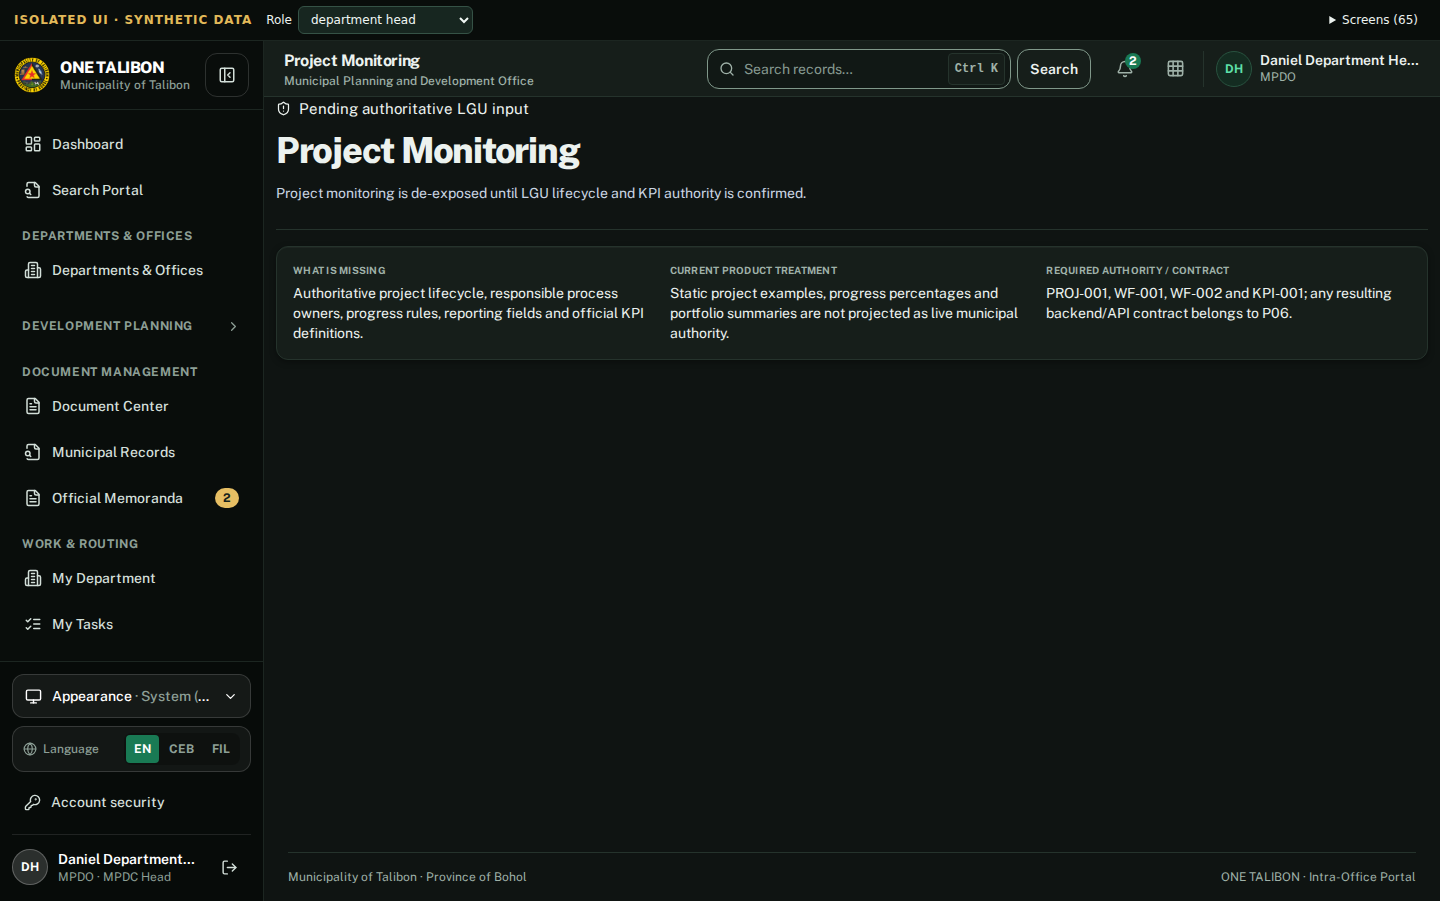 ISOLATED UI · SYNTHETIC DATA
Role
department head
Screens (65)
ONE TALIBON
Municipality of Talibon
Project Monitoring
Municipal Planning and Development Office
Search records...
Ctrl K
Search
2
DH
Daniel Department He...
MPDO
Dashboard
Search Portal
DEPARTMENTS & OFFICES
Departments & Offices
DEVELOPMENT PLANNING
DOCUMENT MANAGEMENT
Document Center
Municipal Records
Official Memoranda
2
WORK & ROUTING
My Department
My Tasks
Appearance · System (...
Language
EN
CEB
FIL
Account security
DH
Daniel Department...
MPDO · MPDC Head
Pending authoritative LGU input
Project Monitoring
Project monitoring is de-exposed until LGU lifecycle and KPI authority is confirmed.
WHAT IS MISSING
Authoritative project lifecycle, responsible process
owners, progress rules, reporting fields and official KPI
definitions.
CURRENT PRODUCT TREATMENT
Static project examples, progress percentages and
portfolio summaries are not projected as live municipal
authority.
REQUIRED AUTHORITY / CONTRACT
PROJ-001, WF-001, WF-002 and KPI-001; any resulting
backend/API contract belongs to P06.
Municipality of Talibon · Province of Bohol
ONE TALIBON · Intra-Office Portal